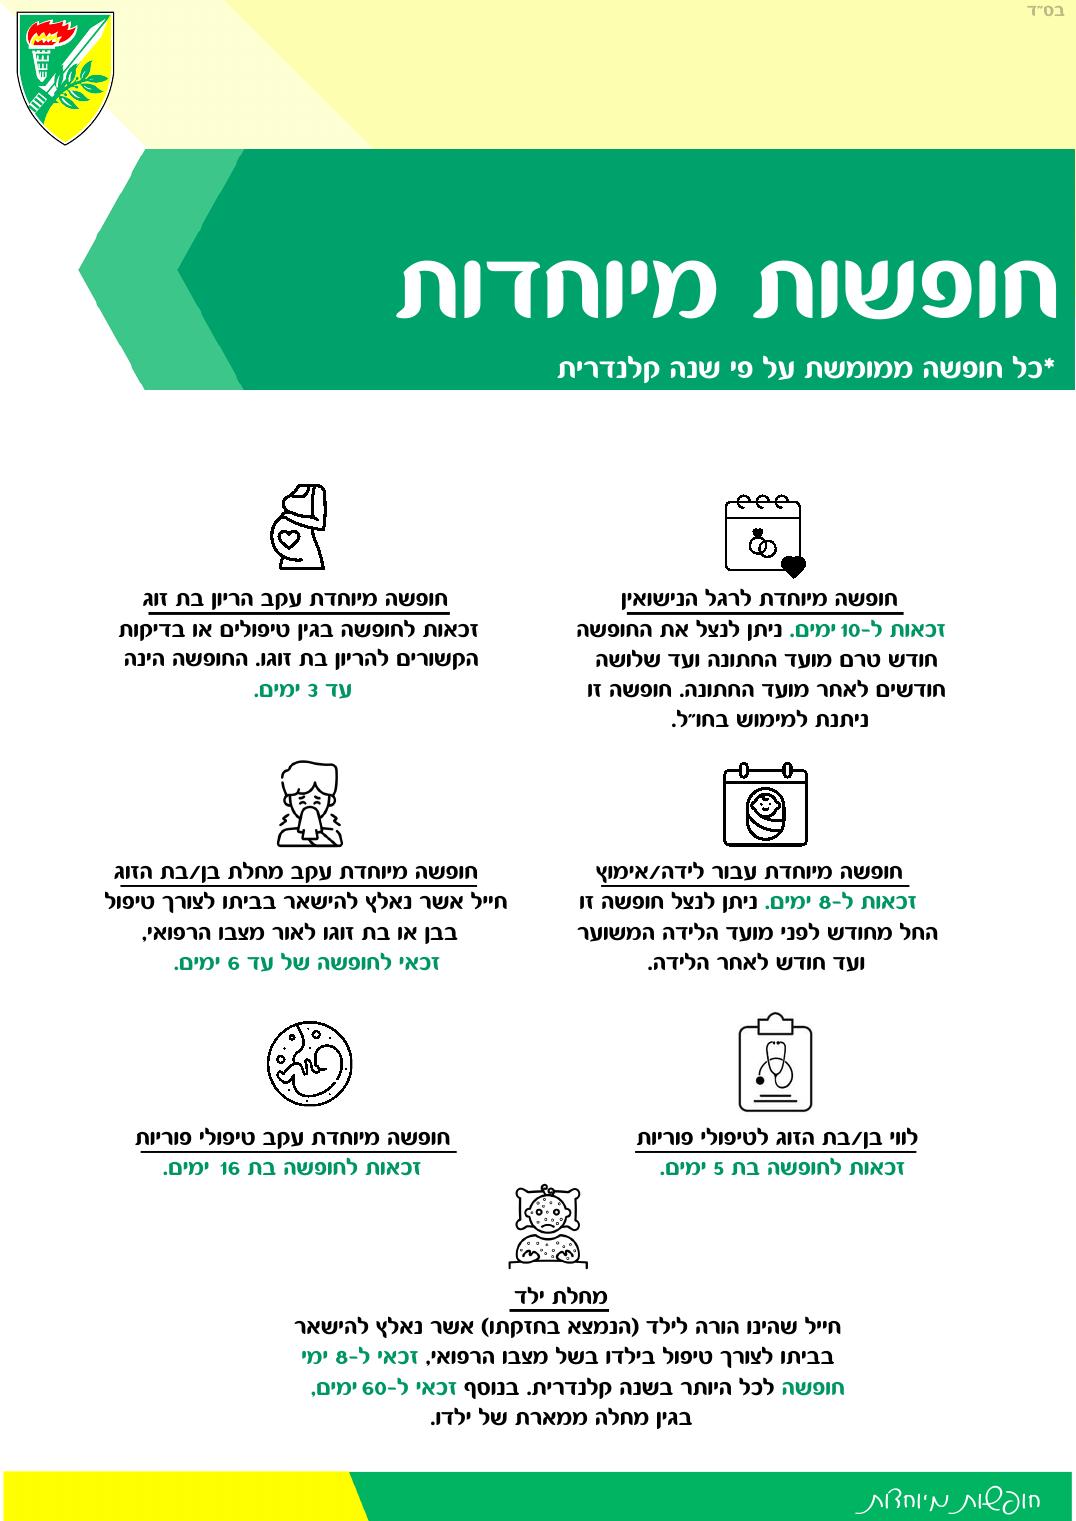 בס״ד
חופשות מיוחדות
*כל חופשה ממומשת על פי שנה קלנדרית
חופשה מיוחדת לרגל הנישואין
זכאות ל-10 ימים. ניתן לנצל את החופשה
חודש טרם מועד החתונה ועד שלושה
חודשים לאחר מועד החתונה. חופשה זו
ניתנת למימוש בחו״ל.
חופשה מיוחדת עקב הריון בת זוג
זכאות לחופשה בגין טיפולים או בדיקות
הקשורים להריון בת זוגו. החופשה הינה
עד 3 ימים.
חופשה מיוחדת עבור לידה/אימוץ
זכאות ל-8 ימים. ניתן לנצל חופשה זו
החל מחודש לפני מועד הלידה המשוער
ועד חודש לאחר הלידה.
חופשה מיוחדת עקב מחלת בן/בת הזוג
חייל אשר נאלץ להישאר בביתו לצורך טיפול
בבן או בת זוגו לאור מצבו הרפואי,
זכאי לחופשה של עד 6 ימים.
לווי בן/בת הזוג לטיפולי פוריות
זכאות לחופשה בת 5 ימים.
חופשה מיוחדת עקב טיפולי פוריות
זכאות לחופשה בת 16 ימים.
מחלת ילד
חייל שהינו הורה לילד (הנמצא בחזקתו) אשר נאלץ להישאר
בביתו לצורך טיפול בילדו בשל מצבו הרפואי, זכאי ל-8 ימי
חופשה לכל היותר בשנה קלנדרית. בנוסף זכאי ל-60 ימים,
בגין מחלה ממארת של ילדו.
חופשות מיוחדות